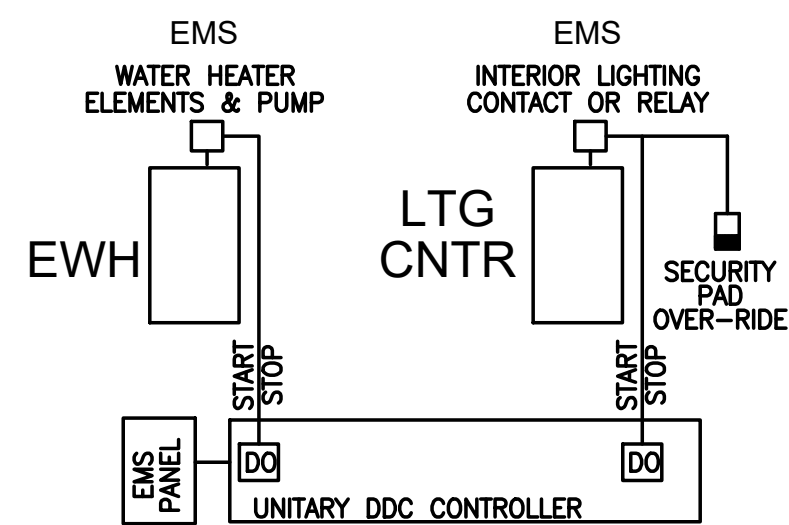 EMS
WATER HEATER
ELEMENTS & PUMP
EWH
START
STOP
EMS
INTERIOR LIGHTING
CONTACT OR RELAY
LTG
CNTR
SECURITY
PAD
OVER-RIDE
START
STOP
EMS
PANEL
DO
DO
UNITARY DDC CONTROLLER